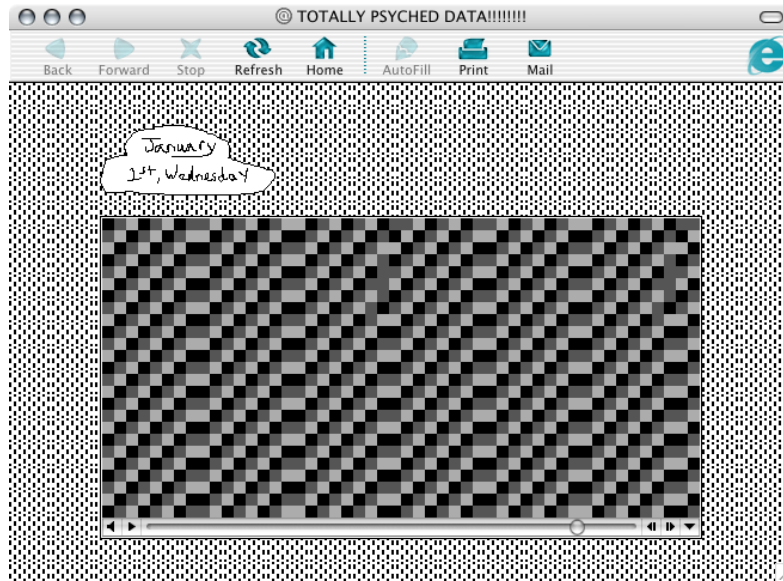 @ TOTALLY PSYCHED DATA!!!!!!!!
Back Forward Stop Refresh Home AutoFill Print Mail
January
1st, Wednesday